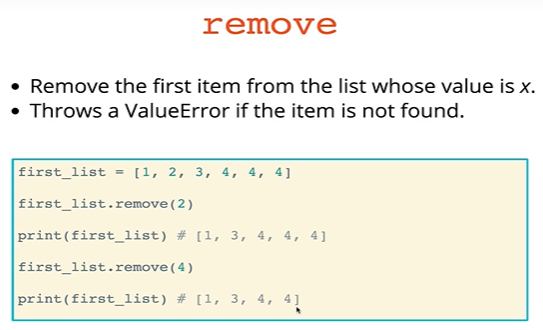 remove
• Remove the first item from the list whose value is x.
• Throws a ValueError if the item is not found.
first_list = [1, 2, 3, 4, 4, 4]
first_list.remove(2)
print(first_list) # [1, 3, 4, 4, 4]
first_list.remove(4)
print(first_list) # [1, 3, 4, 4]